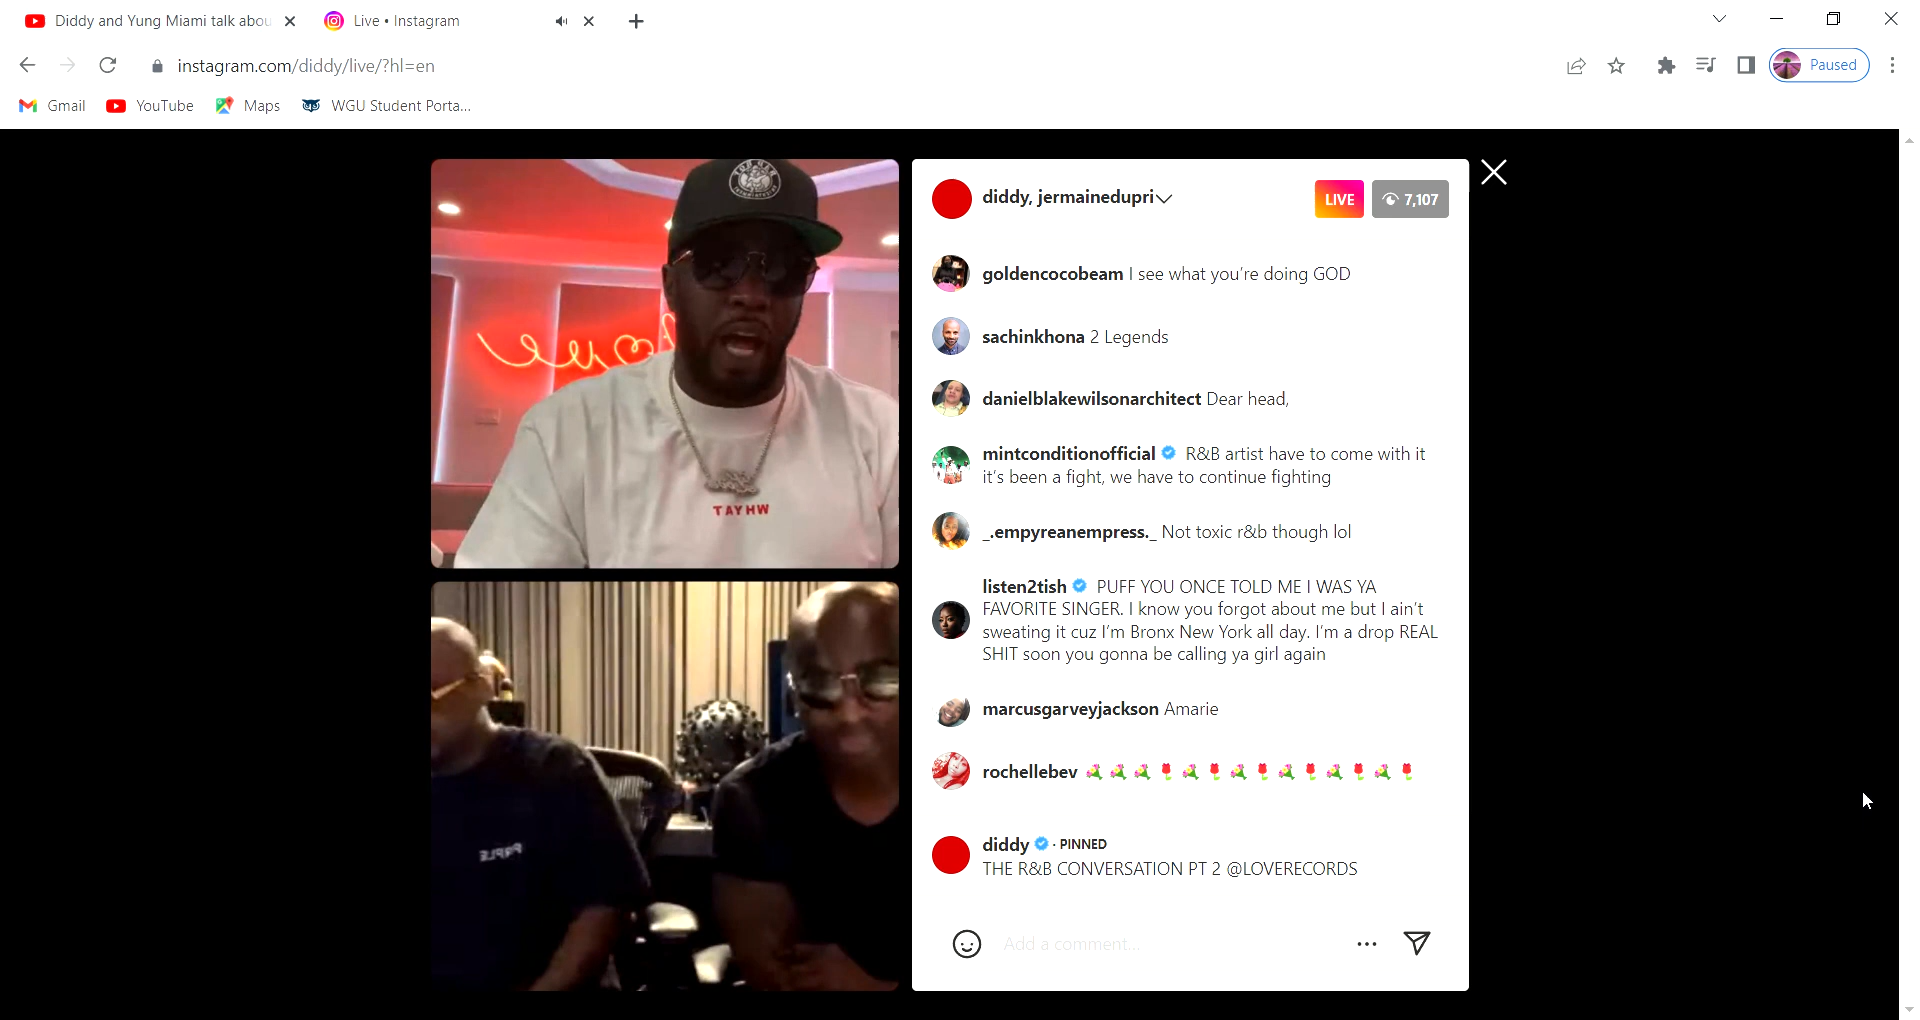 Diddy and Yung Miami talk abou
Live • Instagram
instagram.com/diddy/live/?hl=en
Paused
Gmail
YouTube
Maps
WGU Student Porta...
love
TAYHW
diddy, jermainedupri
LIVE
7,107
goldencocobeam I see what you're doing GOD
sachinkhona 2 Legends
danielblakewilsonarchitect Dear head,
mintconditionofficial R&B artist have to come with it
it's been a fight, we have to continue fighting
_.empyreanempress._ Not toxic r&b though lol
listen2tish PUFF YOU ONCE TOLD ME I WAS YA
FAVORITE SINGER. I know you forgot about me but I ain't
sweating it cuz I'm Bronx New York all day. I'm a drop REAL
SHIT soon you gonna be calling ya girl again
marcusgarveyjackson Amarie
rochellebev 💐 💐 💐 🌹 💐 🌹 💐 🌹 💐 🌹 💐 🌹 💐 🌹
diddy · PINNED
THE R&B CONVERSATION PT 2 @LOVERECORDS
Add a comment...